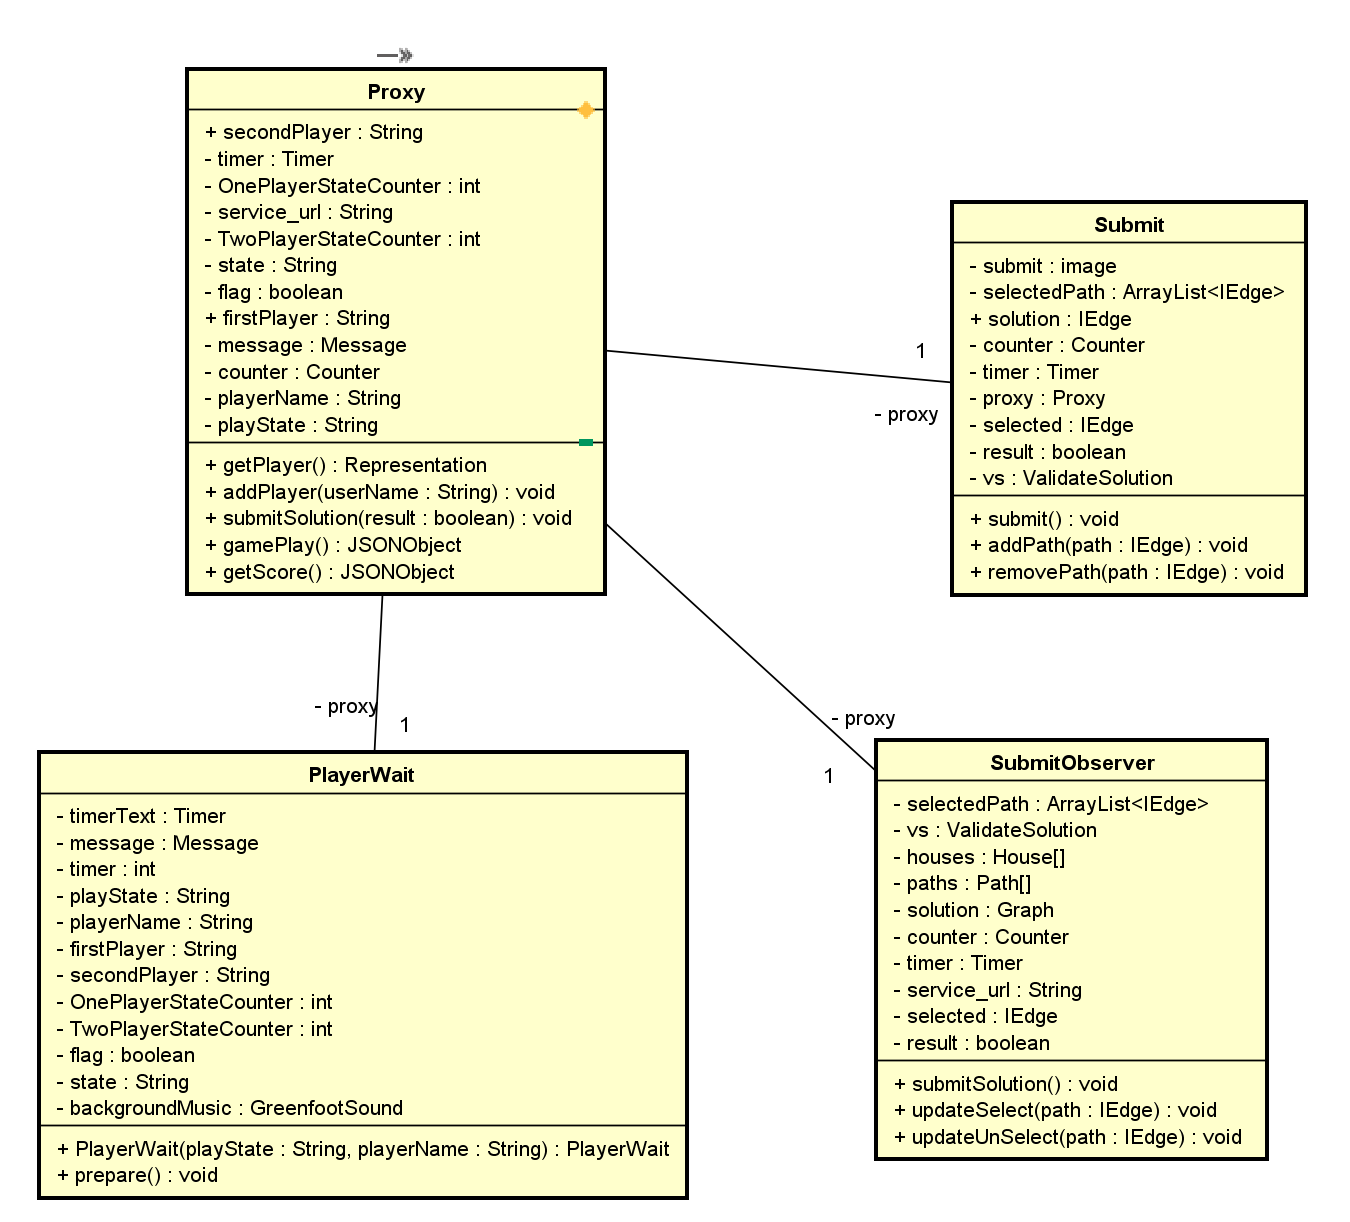 Proxy
+ secondPlayer : String
- timer : Timer
- OnePlayerStateCounter : int
- service_url : String
- TwoPlayerStateCounter : int
- state : String
- flag : boolean
+ firstPlayer : String
- message : Message
- counter : Counter
- playerName : String
- playState : String
+ getPlayer() : Representation
+ addPlayer(userName : String) : void
+ submitSolution(result : boolean) : void
+ gamePlay() : JSONObject
+ getScore() : JSONObject
Submit
- submit : image
- selectedPath : ArrayList<IEdge>
+ solution : IEdge
- counter : Counter
- timer : Timer
- proxy : Proxy
- selected : IEdge
- result : boolean
- vs : ValidateSolution
+ submit() : void
+ addPath(path : IEdge) : void
+ removePath(path : IEdge) : void
1
- proxy
- proxy
1
- proxy
1
PlayerWait
- timerText : Timer
- message : Message
- timer : int
- playState : String
- playerName : String
- firstPlayer : String
- secondPlayer : String
- OnePlayerStateCounter : int
- TwoPlayerStateCounter : int
- flag : boolean
- state : String
- backgroundMusic : GreenfootSound
+ PlayerWait(playState : String, playerName : String) : PlayerWait
+ prepare() : void
SubmitObserver
- selectedPath : ArrayList<IEdge>
- vs : ValidateSolution
- houses : House[]
- paths : Path[]
- solution : Graph
- counter : Counter
- timer : Timer
- service_url : String
- selected : IEdge
- result : boolean
+ submitSolution() : void
+ updateSelect(path : IEdge) : void
+ updateUnSelect(path : IEdge) : void